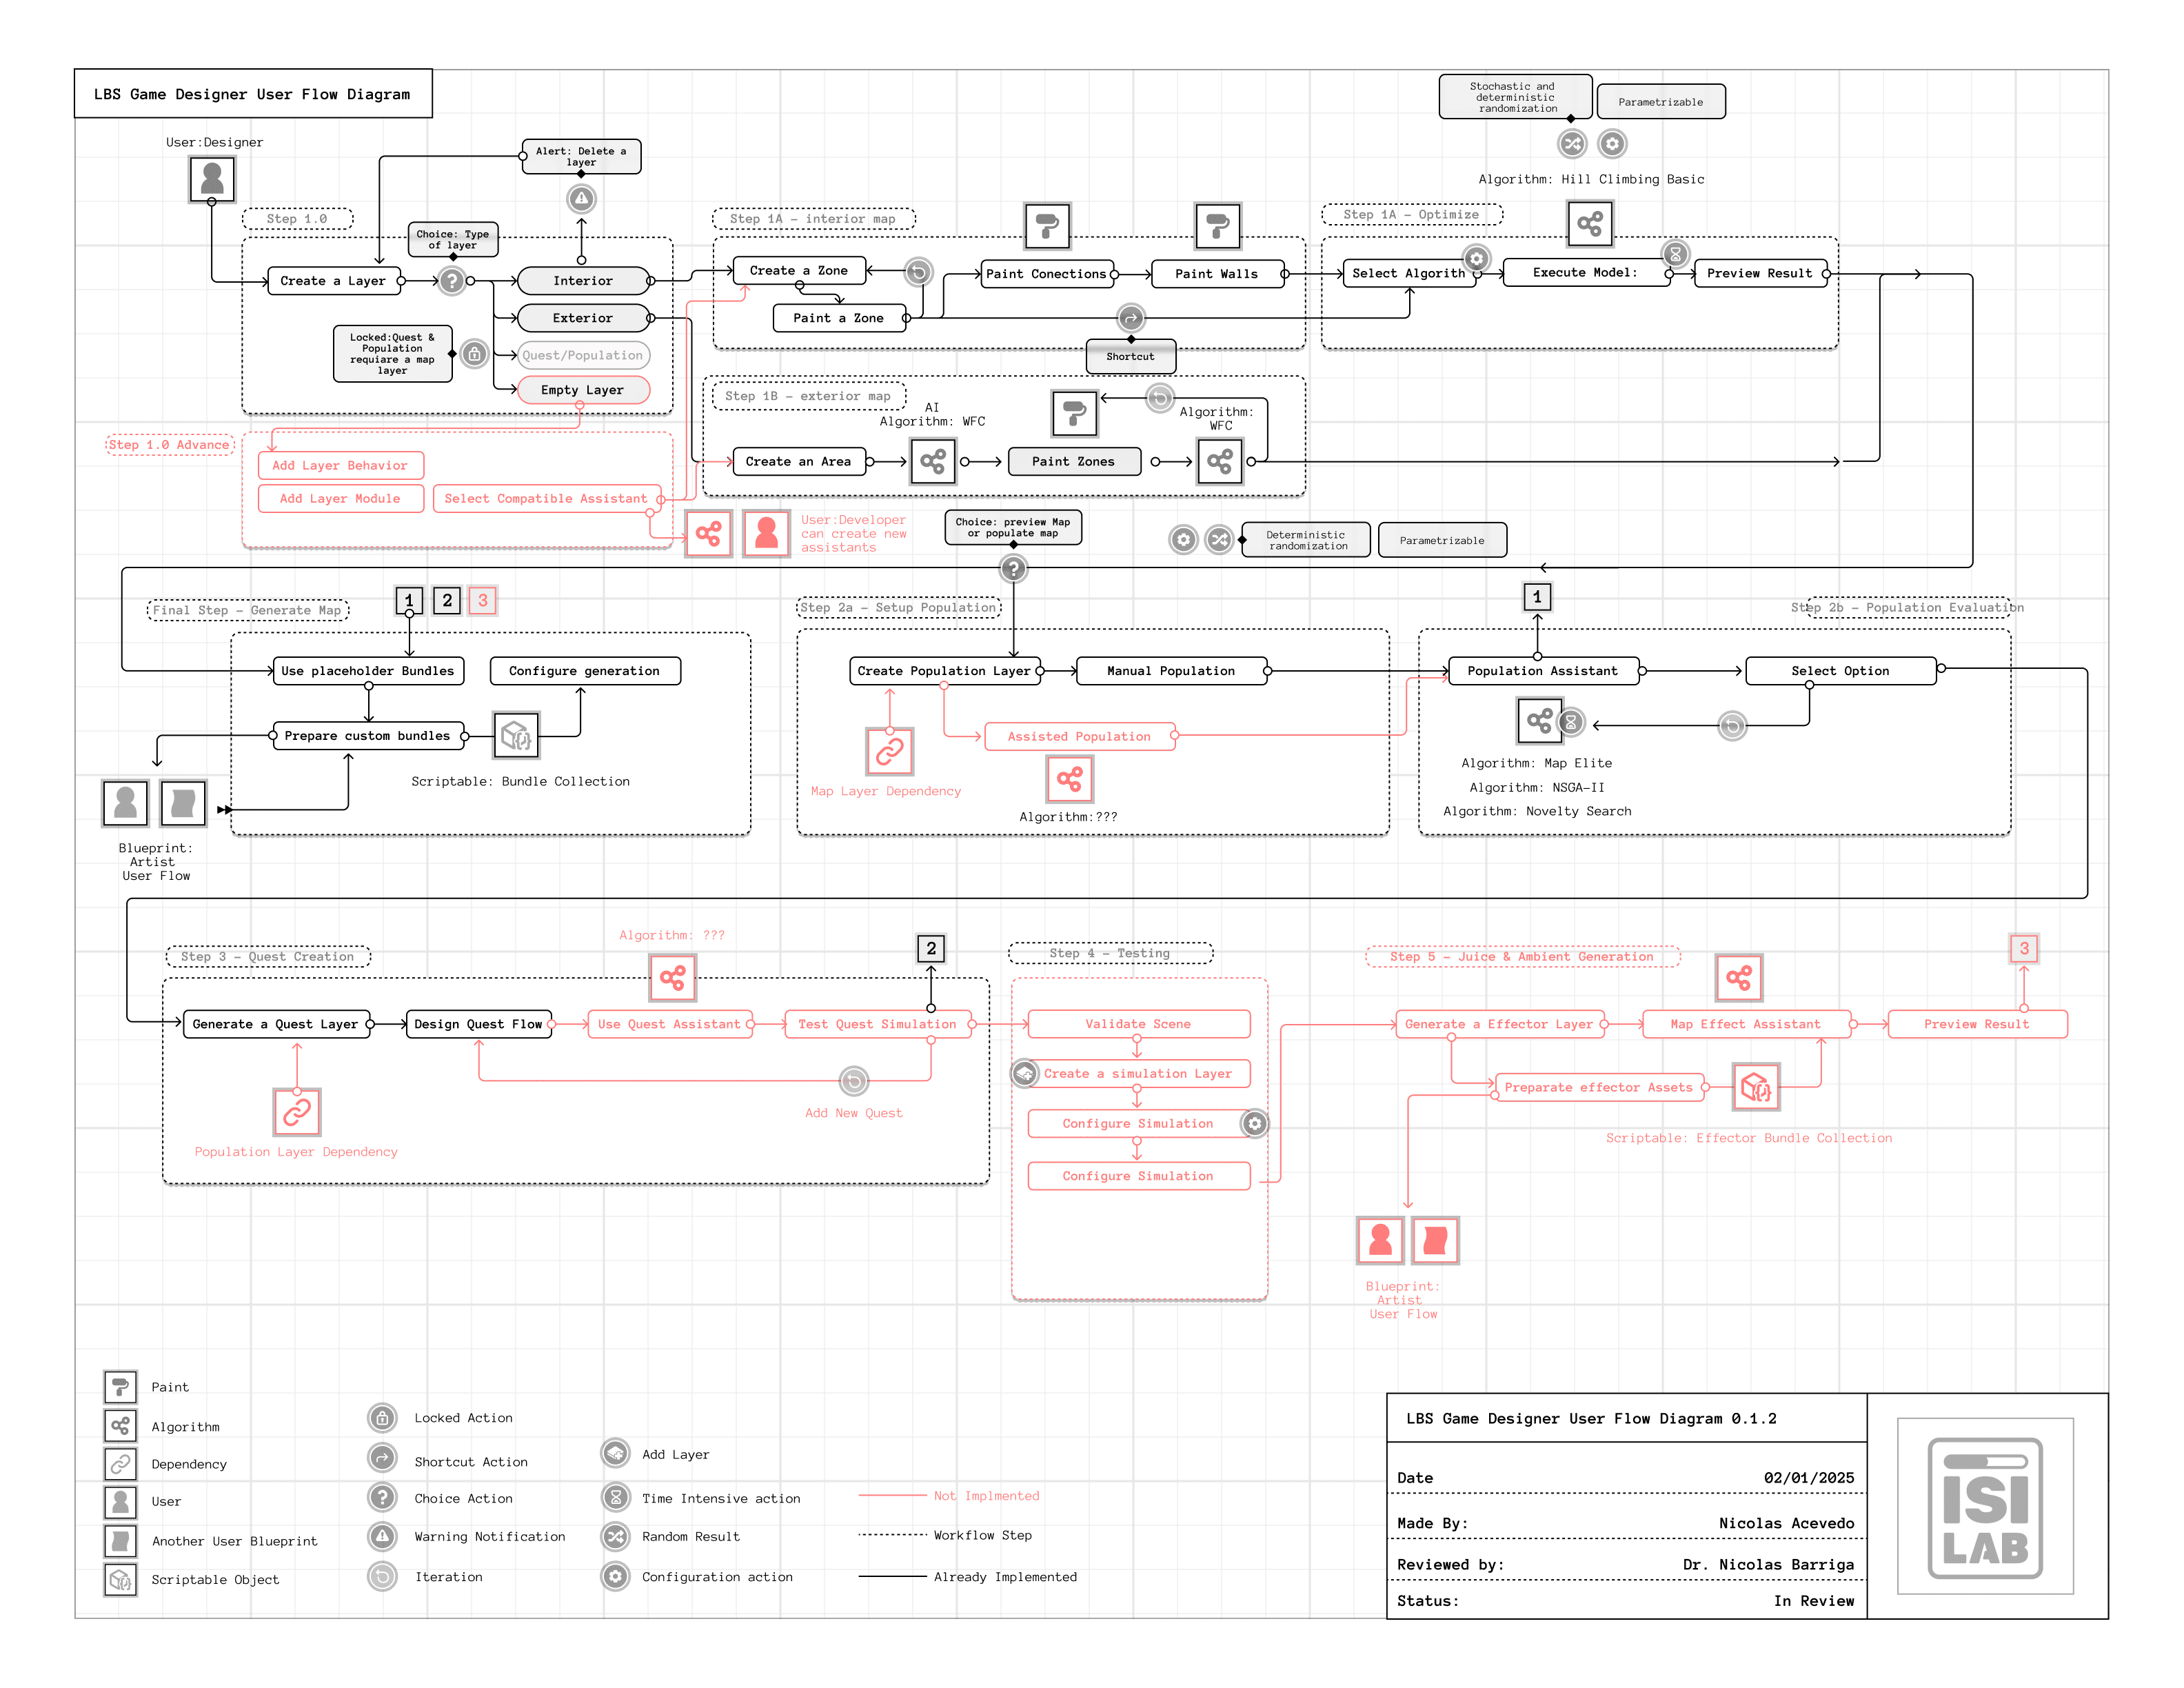 LBS Game Designer User Flow Diagram
Stochastic and
deterministic
randomization
Parametrizable
Algorithm: Hill Climbing Basic
User:Designer
Alert: Delete a
layer
Step 1.0
Choice: Type
of layer
Create a Layer
?
Interior
Exterior
Quest/Population
Empty Layer
Locked:Quest &
Population
requiare a map
layer
Step 1A - interior map
Create a Zone
Paint a Zone
Paint Conections
Paint Walls
Shortcut
Step 1A - Optimize
Select Algorith
Execute Model:
Preview Result
Step 1B - exterior map
AI
Algorithm: WFC
Algorithm:
WFC
Create an Area
Paint Zones
Step 1.0 Advance
Add Layer Behavior
Add Layer Module
Select Compatible Assistant
User:Developer
can create new
assistants
Choice: preview Map
or populate map
?
Deterministic
randomization
Parametrizable
Final Step - Generate Map
1
2
3
Use placeholder Bundles
Configure generation
Prepare custom bundles
Scriptable: Bundle Collection
Blueprint:
Artist
User Flow
Step 2a - Setup Population
Create Population Layer
Manual Population
Assisted Population
Map Layer Dependency
Algorithm:???
1
Step 2b - Population Evaluation
Population Assistant
Select Option
Algorithm: Map Elite
Algorithm: NSGA-II
Algorithm: Novelty Search
Step 3 - Quest Creation
Algorithm: ???
2
Generate a Quest Layer
Design Quest Flow
Use Quest Assistant
Test Quest Simulation
Add New Quest
Population Layer Dependency
Step 4 - Testing
Validate Scene
Create a simulation Layer
Configure Simulation
Configure Simulation
Step 5 - Juice & Ambient Generation
3
Generate a Effector Layer
Map Effect Assistant
Preview Result
Preparate effector Assets
Scriptable: Effector Bundle Collection
Blueprint:
Artist
User Flow
Paint
Algorithm
Dependency
User
Another User Blueprint
Scriptable Object
Locked Action
Shortcut Action
?
Choice Action
Warning Notification
Iteration
Add Layer
Time Intensive action
Random Result
Configuration action
Not Implmented
Workflow Step
Already Implemented
LBS Game Designer User Flow Diagram 0.1.2
Date 02/01/2025
Made By: Nicolas Acevedo
Reviewed by: Dr. Nicolas Barriga
Status: In Review
ISI
LAB